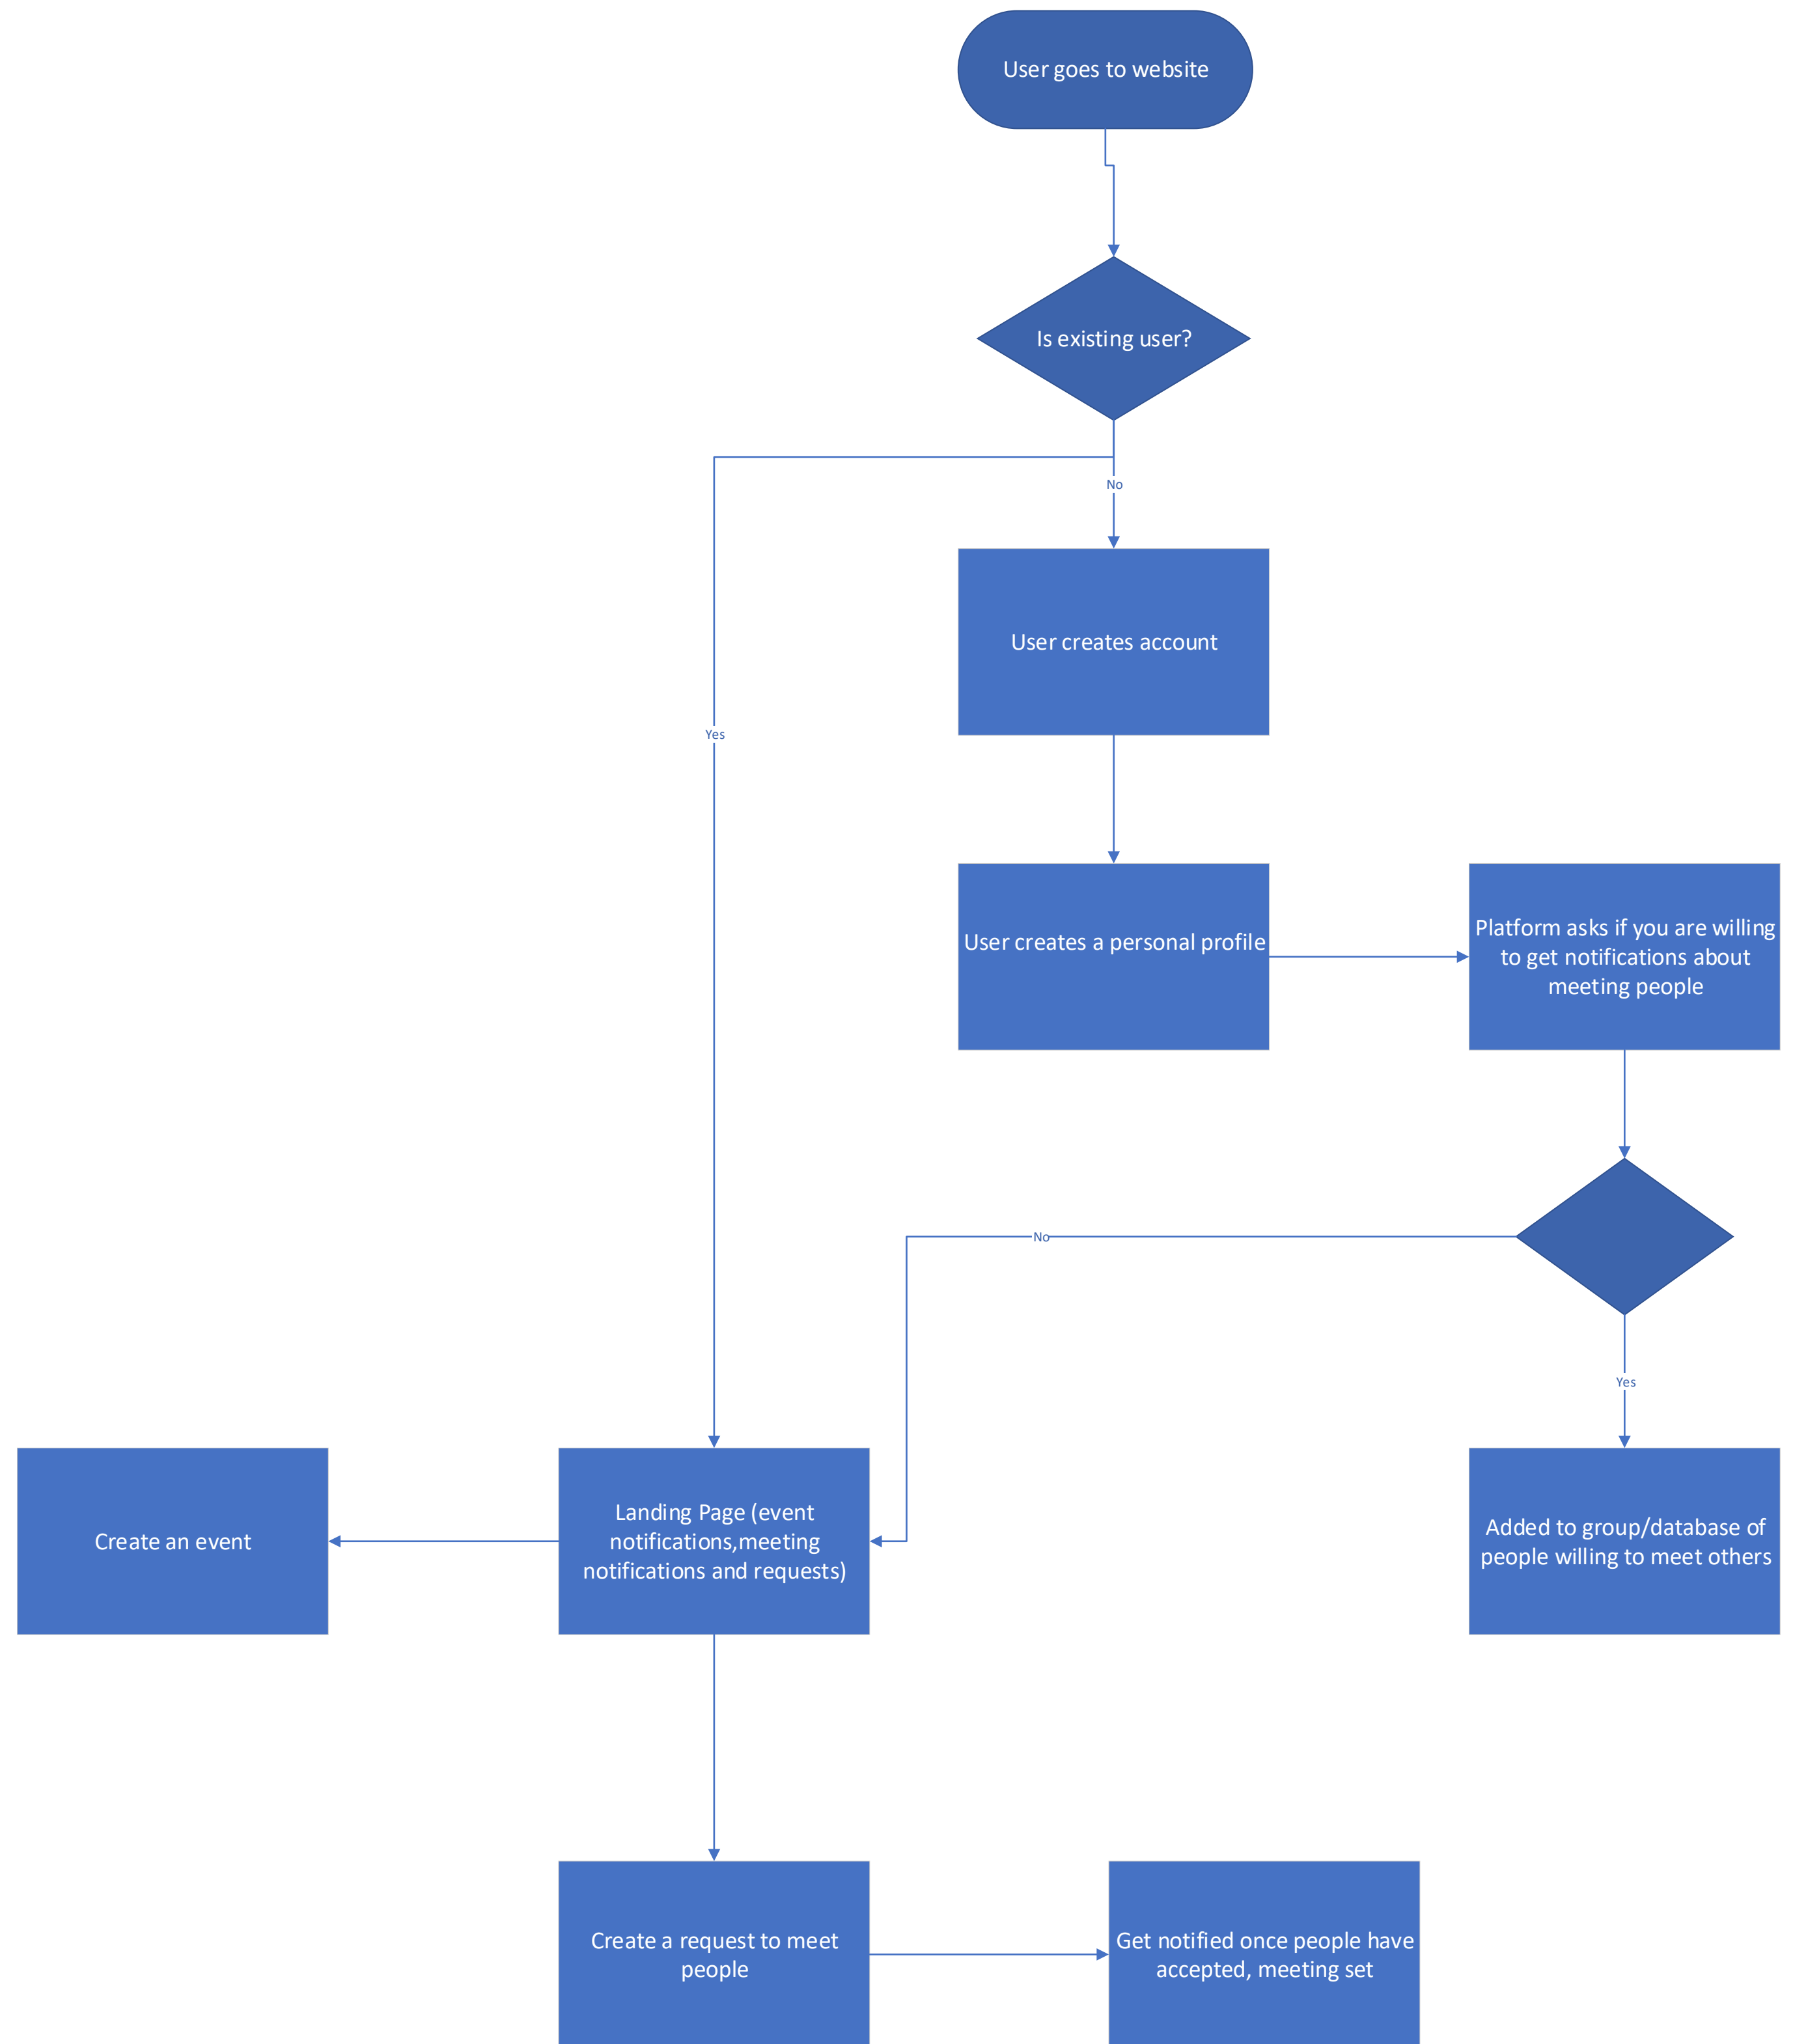 User goes to website
Is existing user?
No
User creates account
Yes
User creates a personal profile
Platform asks if you are willing
to get notifications about
meeting people
No
Yes
Create an event
Landing Page (event
notifications,meeting
notifications and requests)
Added to group/database of
people willing to meet others
Create a request to meet
people
Get notified once people have
accepted, meeting set